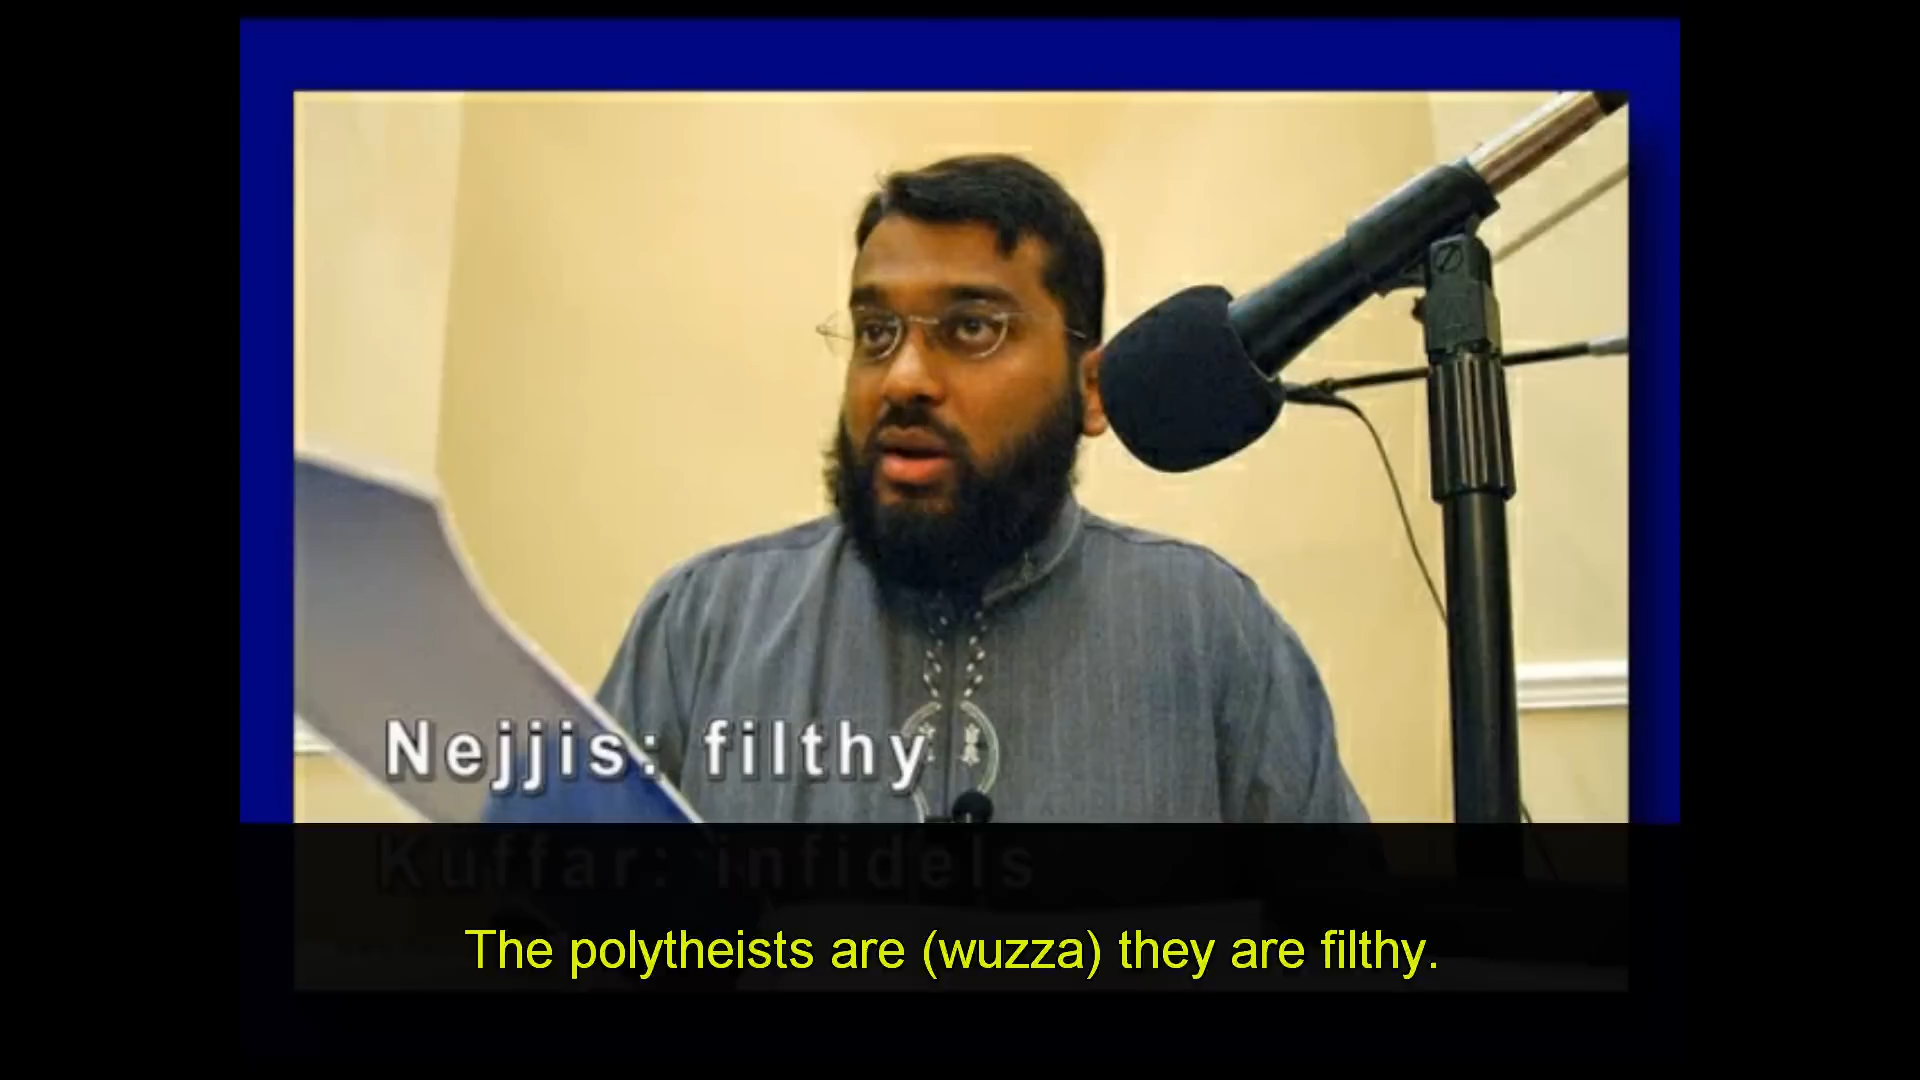 Nejjis: filthy
Kuffar: infidels
The polytheists are (wuzza) they are filthy.